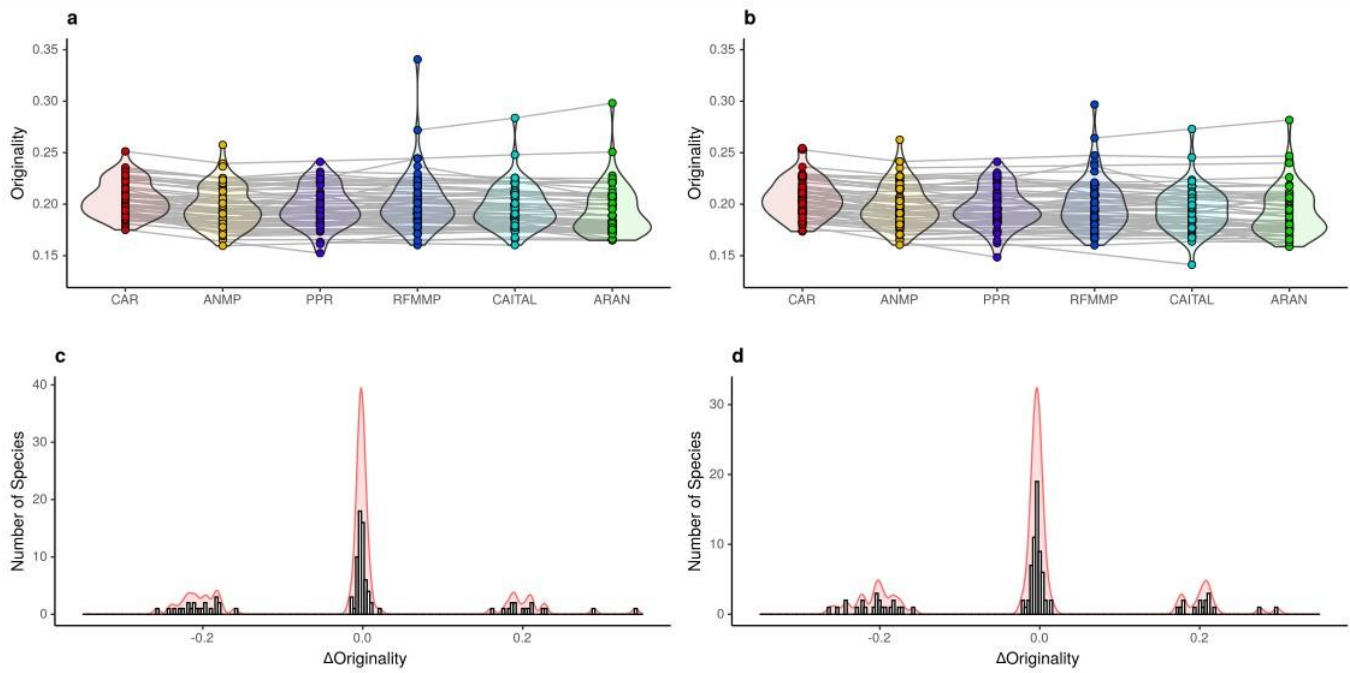 a
0.35
0.30
0.25
0.20
0.15
Originality
CAR ANMP PPR RFMMP CAITAL ARAN
b
0.35
0.30
0.25
0.20
0.15
Originality
CAR ANMP PPR RFMMP CAITAL ARAN
c
40
30
20
10
0
Number of Species
-0.2 0.0 0.2
ΔOriginality
d
30
20
10
0
Number of Species
-0.2 0.0 0.2
ΔOriginality